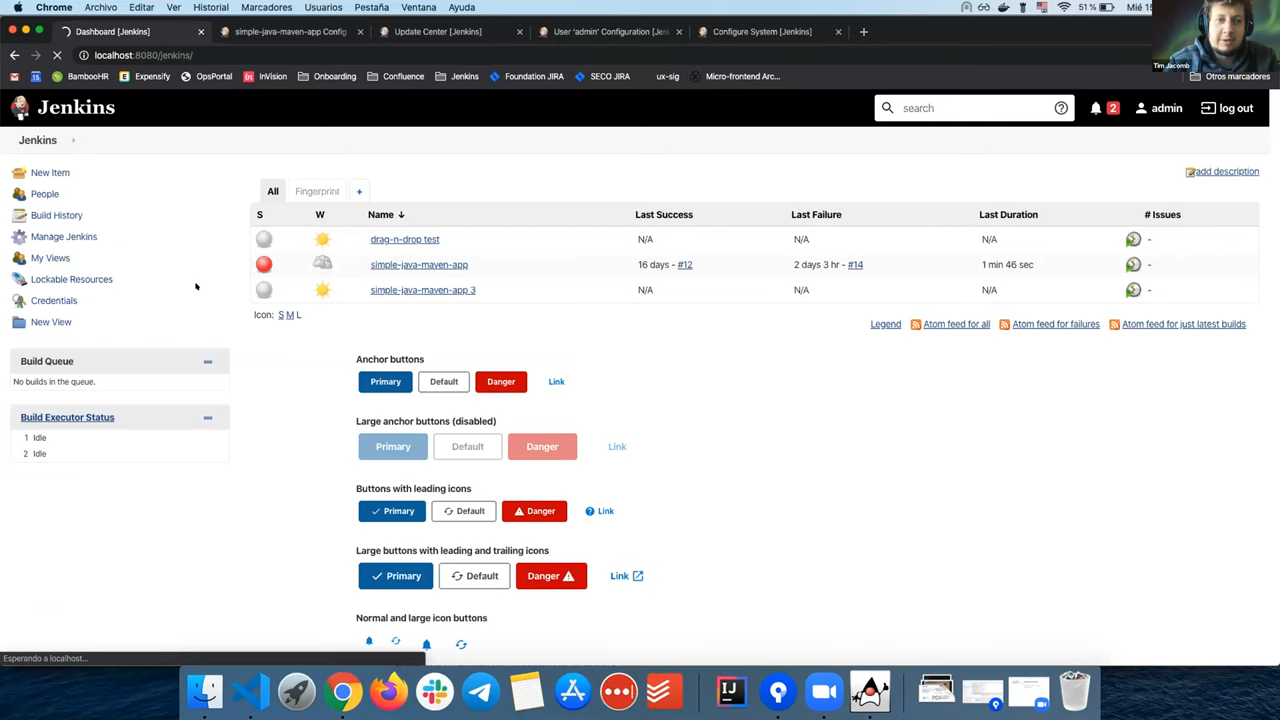 Chrome Archivo Editar Ver Historial Marcadores Usuarios Pestaña Ventana Ayuda 51 % Mié 15
Dashboard [Jenkins] simple-java-maven-app Config Update Center [Jenkins] User 'admin' Configuration [Jen Configure System [Jenkins]
localhost:8080/jenkins/
Tim Jacomb
15 BambooHR Expensify OpsPortal InVision Onboarding Confluence Jenkins Foundation JIRA SECO JIRA ux-sig Micro-frontend Arc... Otros marcadores
Jenkins search 2 admin log out
Jenkins
add description
New Item
People
Build History
Manage Jenkins
My Views
Lockable Resources
Credentials
New View
All Fingerprint +
S W Name ↓ Last Success Last Failure Last Duration # Issues
drag-n-drop test N/A N/A N/A -
simple-java-maven-app 16 days - #12 2 days 3 hr - #14 1 min 46 sec -
simple-java-maven-app 3 N/A N/A N/A -
Icon: S M L
Legend Atom feed for all Atom feed for failures Atom feed for just latest builds
Build Queue
No builds in the queue.
Build Executor Status
1 Idle
2 Idle
Anchor buttons
Primary Default Danger Link
Large anchor buttons (disabled)
Primary Default Danger Link
Buttons with leading icons
Primary Default Danger Link
Large buttons with leading and trailing icons
Primary Default Danger Link
Normal and large icon buttons
Esperando a localhost...